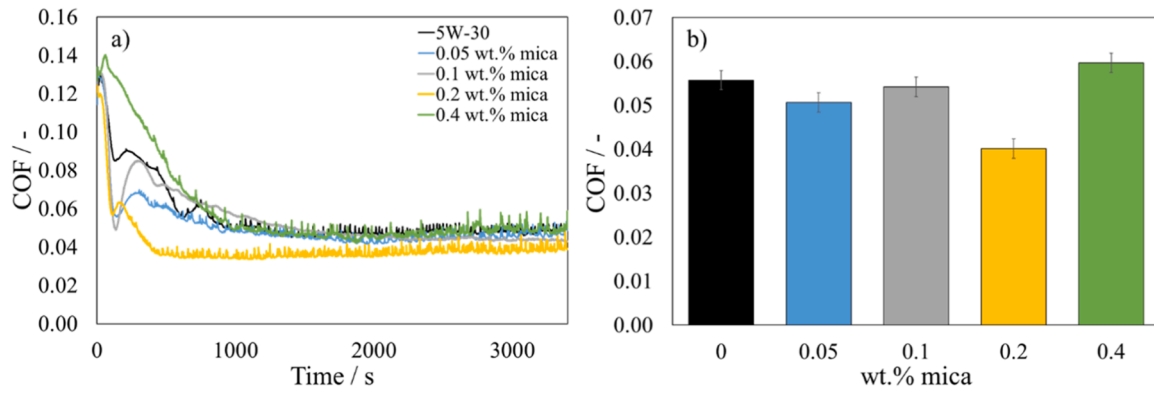 a)
COF / -
0.16
0.14
0.12
0.10
0.08
0.06
0.04
0.02
0.00
5W-30
0.05 wt.% mica
0.1 wt.% mica
0.2 wt.% mica
0.4 wt.% mica
0 1000 2000 3000
Time / s
b)
COF / -
0.07
0.06
0.05
0.04
0.03
0.02
0.01
0.00
0 0.05 0.1 0.2 0.4
wt.% mica